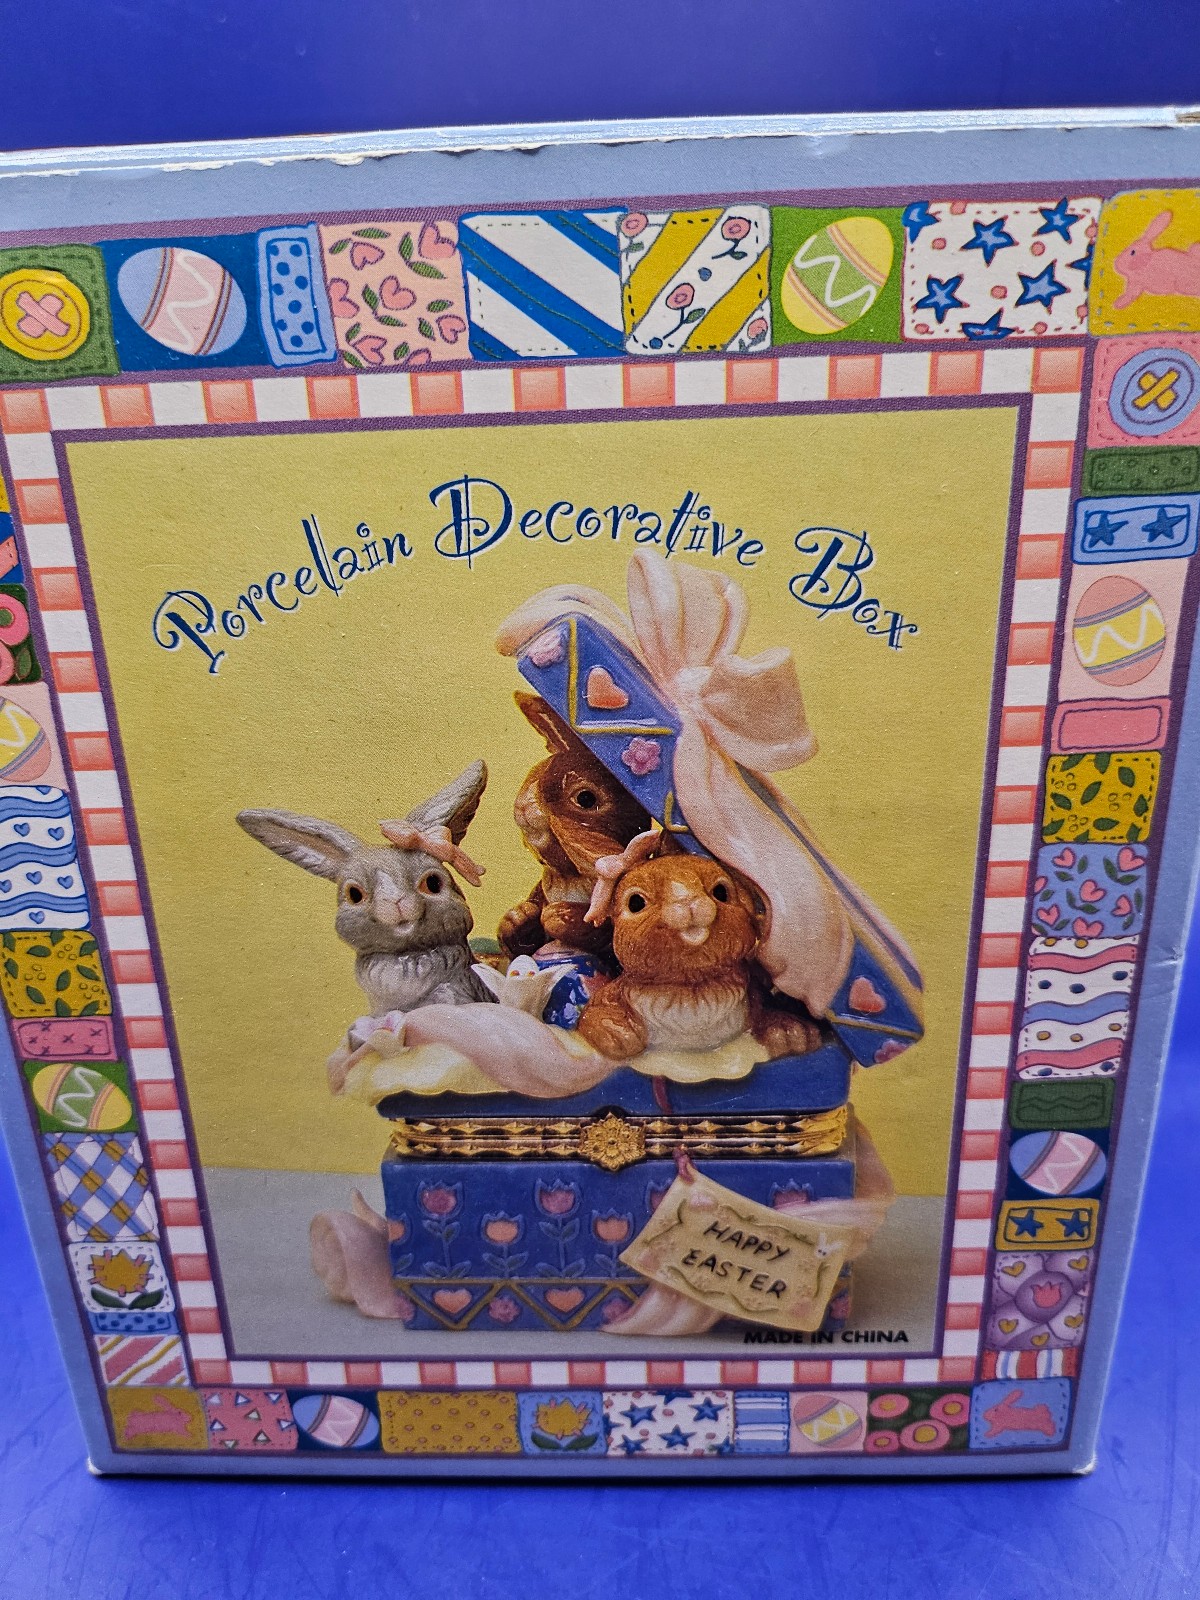 Porcelain Decorative Box
HAPPY
EASTER
MADE IN CHINA